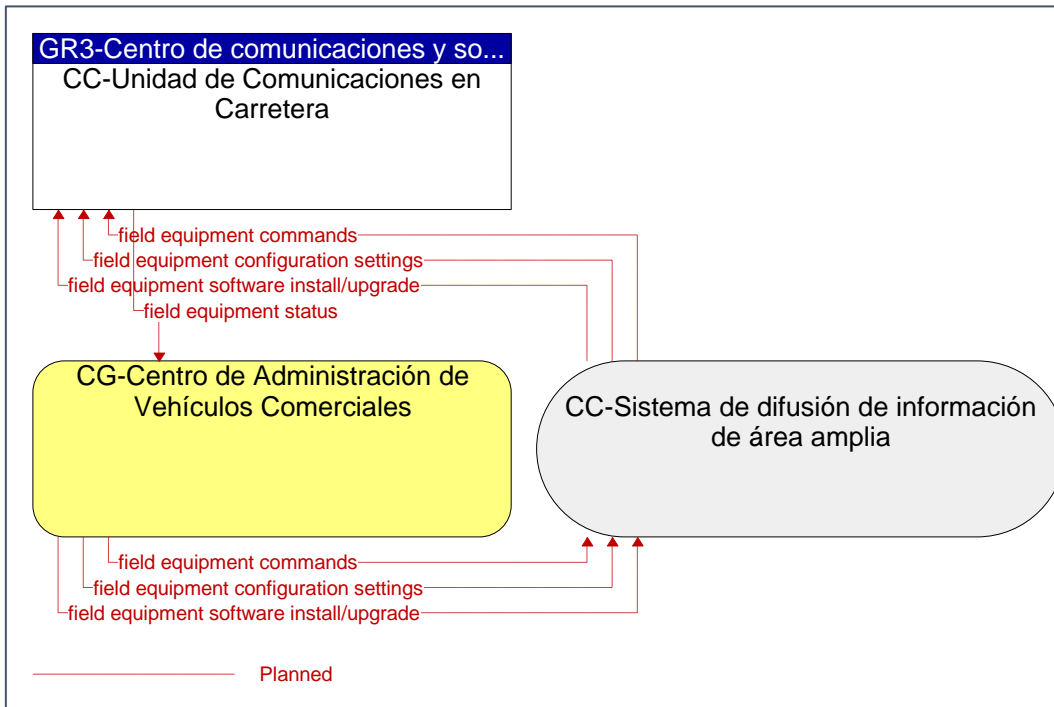 GR3-Centro de comunicaciones y so...
CC-Unidad de Comunicaciones en
Carretera
field equipment commands
field equipment configuration settings
field equipment software install/upgrade
field equipment status
CG-Centro de Administración de
Vehículos Comerciales
CC-Sistema de difusión de información
de área amplia
field equipment commands
field equipment configuration settings
field equipment software install/upgrade
Planned